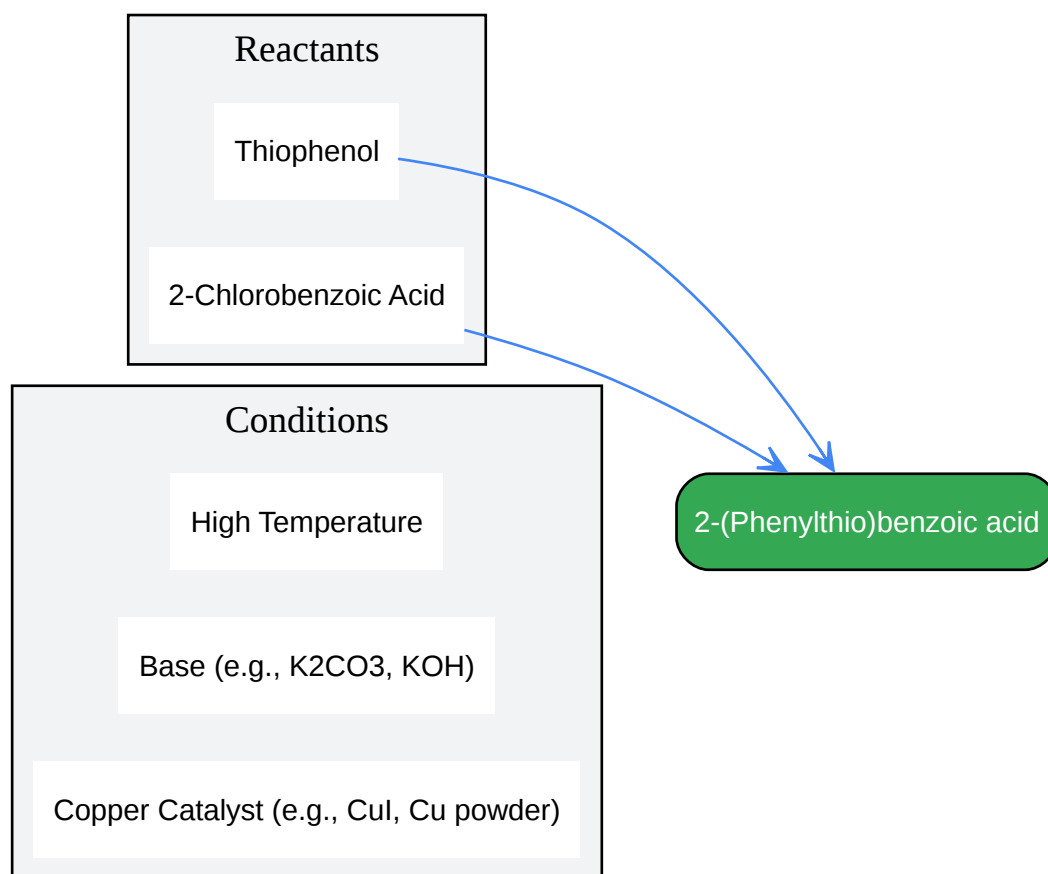 Reactants
Thiophenol
2-Chlorobenzoic Acid
Conditions
High Temperature
Base (e.g., K2CO3, KOH)
Copper Catalyst (e.g., CuI, Cu powder)
2-(Phenylthio)benzoic acid